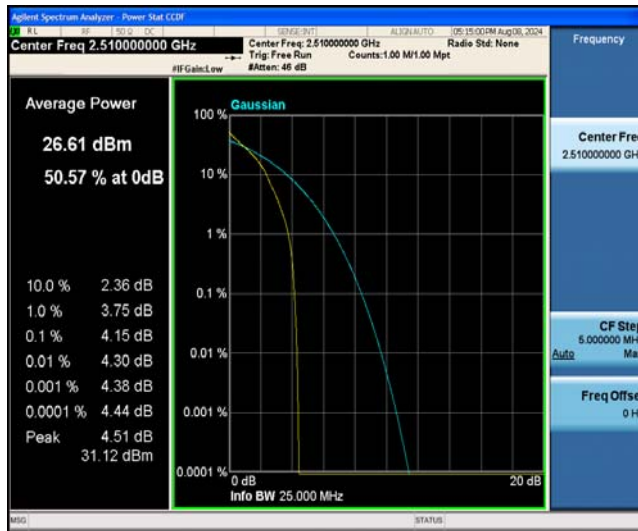 Agilent Spectrum Analyzer - Power Stat CCDF
RL RF 50 Ω DC SENSE:INT ALIGN AUTO 05:15:00 PM Aug 08, 2024
Center Freq 2.510000000 GHz
Center Freq: 2.510000000 GHz Radio Std: None
Trig: Free Run Counts:1.00 M/1.00 Mpt
#IFGain:Low #Atten: 46 dB
Frequency
Average Power
26.61 dBm
50.57 % at 0dB
10.0 % 2.36 dB
1.0 % 3.75 dB
0.1 % 4.15 dB
0.01 % 4.30 dB
0.001 % 4.38 dB
0.0001 % 4.44 dB
Peak 4.51 dB
31.12 dBm
Gaussian
100 %
10 %
1 %
0.1 %
0.01 %
0.001 %
0.0001 %
0 dB 20 dB
Info BW 25.000 MHz
Center Fre
2.510000000 GH
CF Ste
5.000000 MH
Auto Ma
Freq Offse
0 H
MSG STATUS